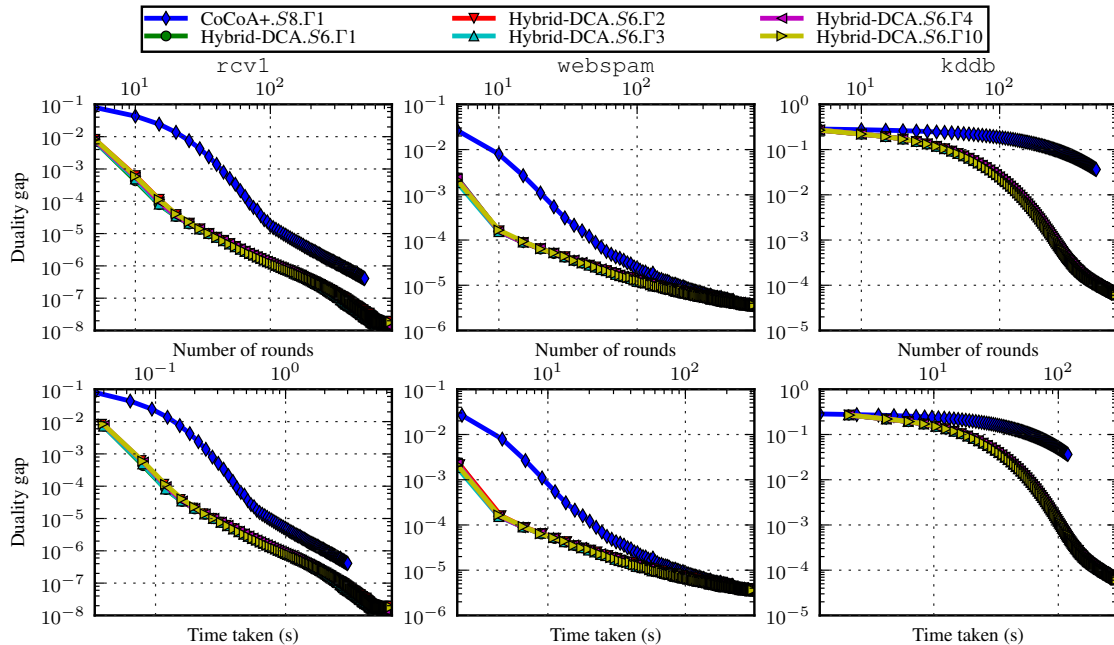 CoCoA+.S8.Γ1 Hybrid-DCA.S6.Γ2 Hybrid-DCA.S6.Γ4
Hybrid-DCA.S6.Γ1 Hybrid-DCA.S6.Γ3 Hybrid-DCA.S6.Γ10
rcv1 webspam kddb
10^1 10^2 10^1 10^2 10^2
Duality gap
10^-1 10^-2 10^-3 10^-4 10^-5 10^-6 10^-7 10^-8
10^-1 10^-2 10^-3 10^-4 10^-5 10^-6
10^0 10^-1 10^-2 10^-3 10^-4 10^-5
Number of rounds Number of rounds Number of rounds
10^-1 10^0 10^1 10^2 10^1 10^2
Duality gap
10^-1 10^-2 10^-3 10^-4 10^-5 10^-6 10^-7 10^-8
10^0 10^-1 10^-2 10^-3 10^-4 10^-5 10^-6
10^0 10^-1 10^-2 10^-3 10^-4 10^-5
Time taken (s) Time taken (s) Time taken (s)